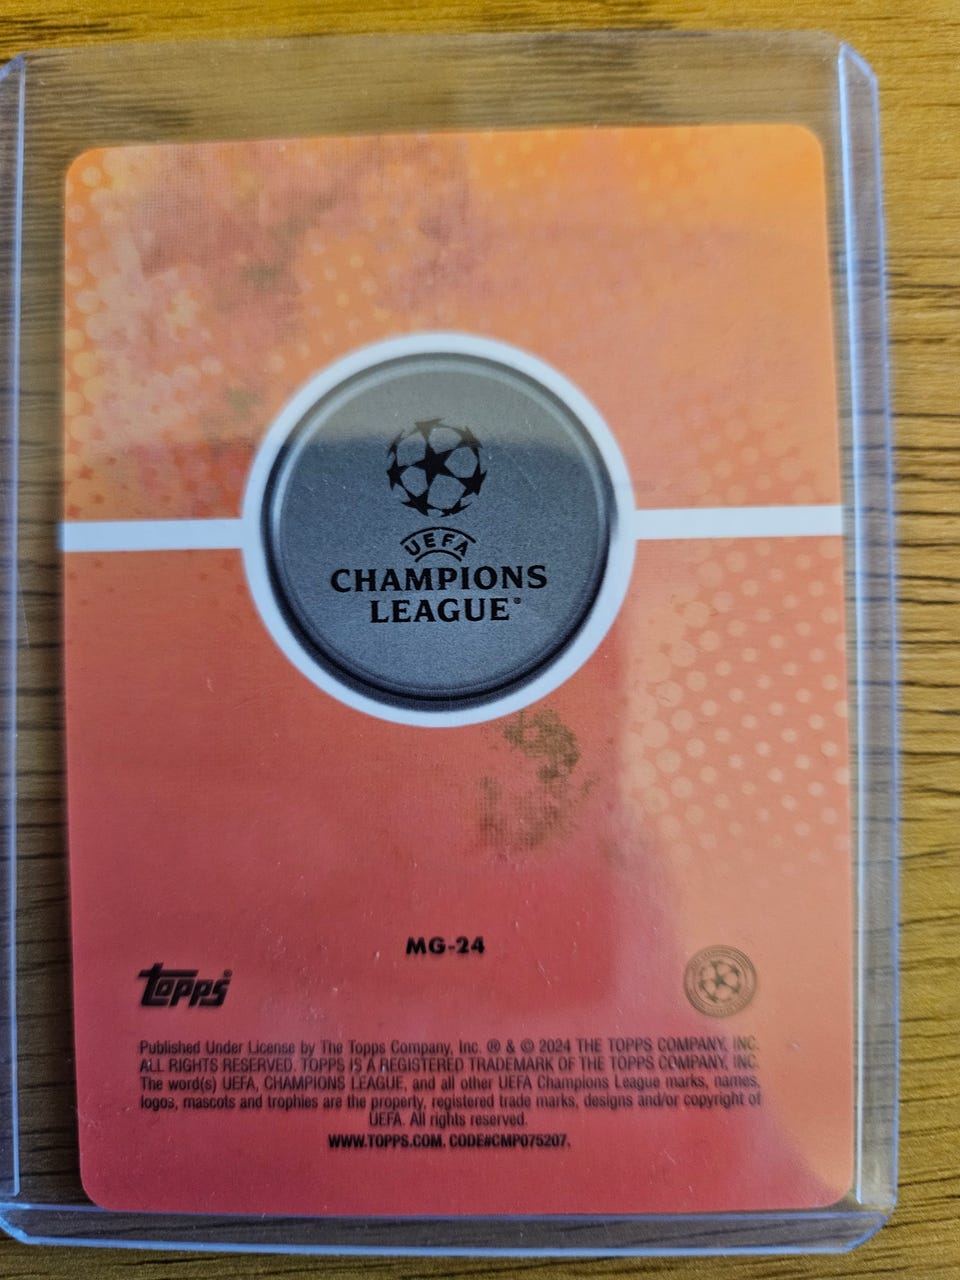 UEFA
CHAMPIONS
LEAGUE®
MG-24
Topps®
Published Under License by The Topps Company, Inc. ® & © 2024 THE TOPPS COMPANY, INC.
ALL RIGHTS RESERVED. TOPPS IS A REGISTERED TRADEMARK OF THE TOPPS COMPANY, INC.
The word(s) UEFA, CHAMPIONS LEAGUE, and all other UEFA Champions League marks, names,
logos, mascots and trophies are the property, registered trade marks, designs and/or copyright of
UEFA. All rights reserved.
WWW.TOPPS.COM. CODE#CMP075207.